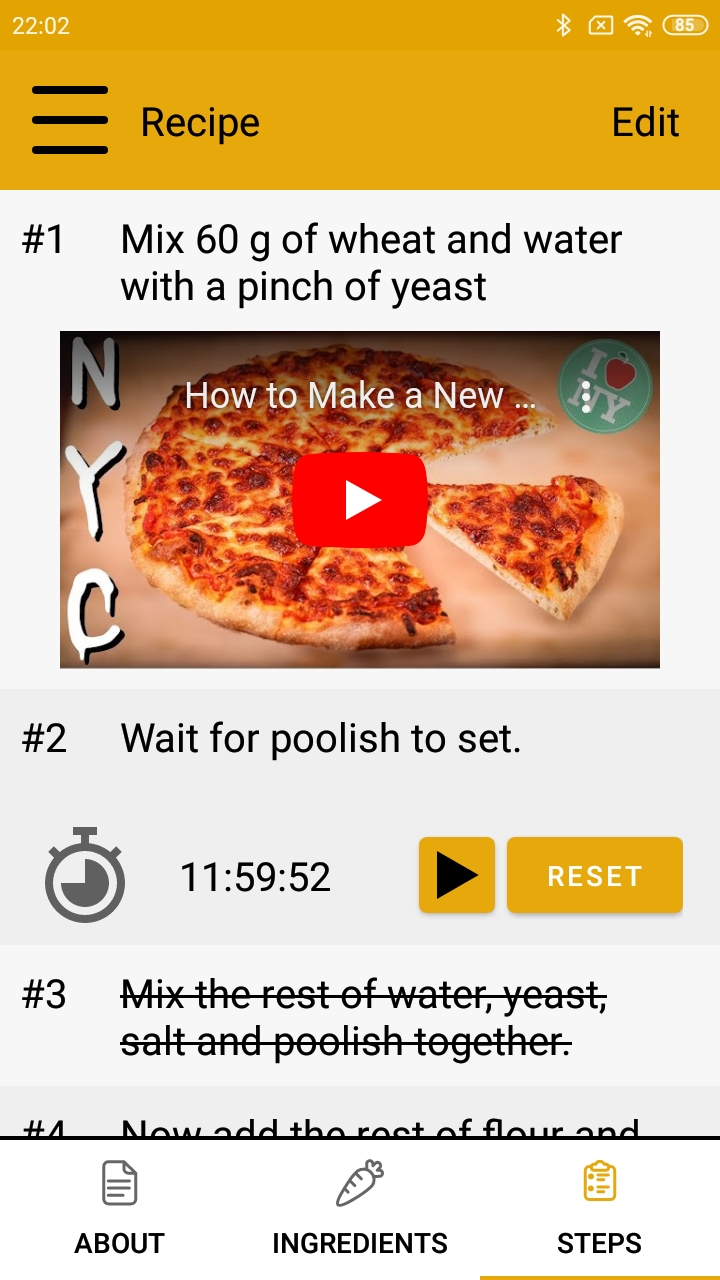 22:02
85
Recipe
Edit
#1
Mix 60 g of wheat and water
with a pinch of yeast
N
Y
C
How to Make a New ...
I
NY
#2
Wait for poolish to set.
11:59:52
RESET
#3
Mix the rest of water, yeast,
salt and poolish together.
#4
Now add the rest of flour and
ABOUT
INGREDIENTS
STEPS